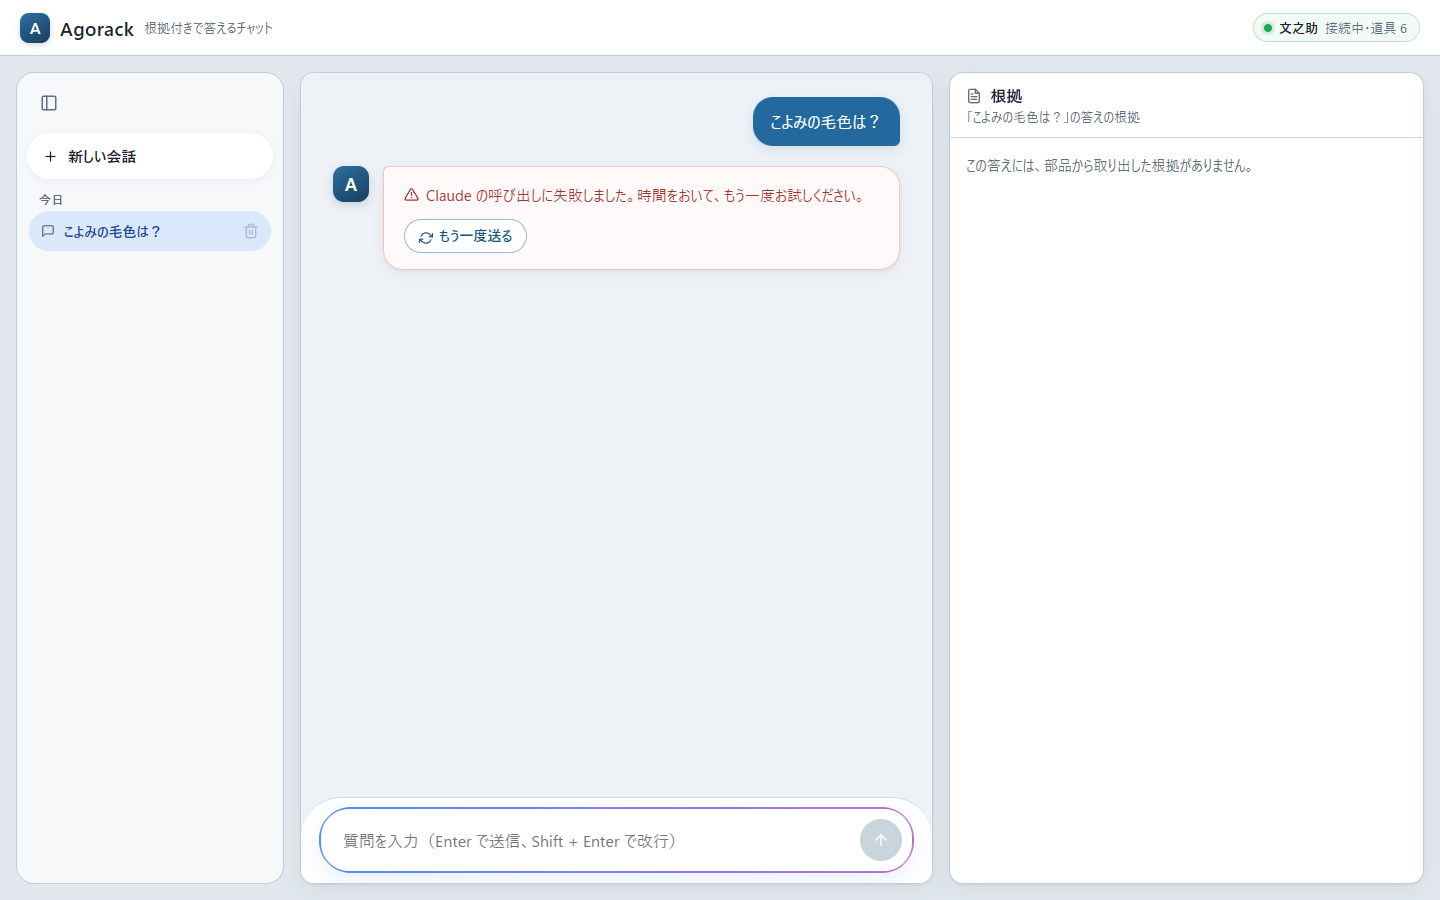 A Agorack 根拠付きで答えるチャット
文之助 接続中・道具 6
新しい会話
今日
こよみの毛色は？
こよみの毛色は？
A
Claude の呼び出しに失敗しました。時間をおいて、もう一度お試しください。
もう一度送る
質問を入力（Enter で送信、Shift + Enter で改行）
根拠
「こよみの毛色は？」の答えの根拠
この答えには、部品から取り出した根拠がありません。